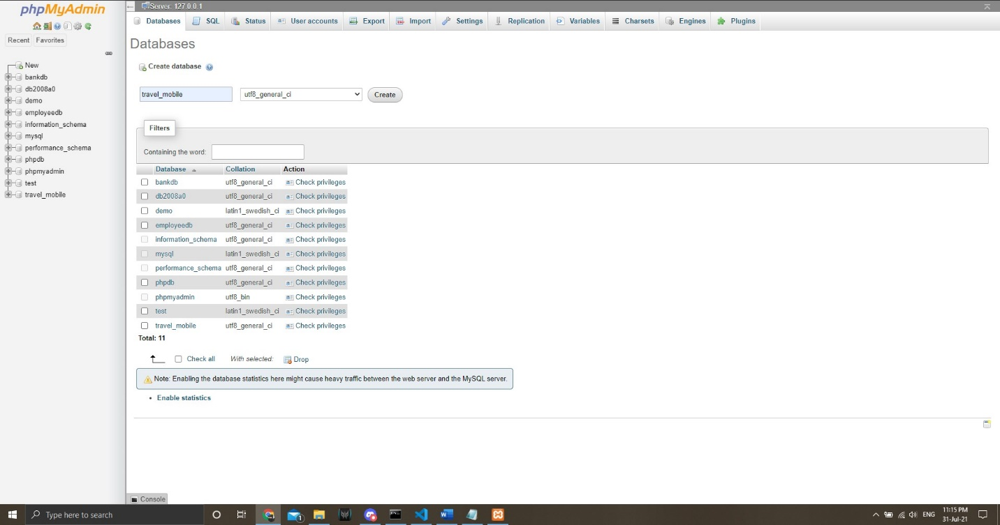 phpMyAdmin
Recent Favorites
New
bankdb
db2008a0
demo
employeedb
information_schema
mysql
performance_schema
phpdb
phpmyadmin
test
travel_mobile
Server: 127.0.0.1
Databases SQL Status User accounts Export Import Settings Replication Variables Charsets Engines Plugins
Databases
Create database
travel_mobile utf8_general_ci Create
Filters
Containing the word:
Database Collation Action
bankdb utf8_general_ci Check privileges
db2008a0 utf8_general_ci Check privileges
demo latin1_swedish_ci Check privileges
employeedb utf8_general_ci Check privileges
information_schema utf8_general_ci Check privileges
mysql latin1_swedish_ci Check privileges
performance_schema utf8_general_ci Check privileges
phpdb utf8_general_ci Check privileges
phpmyadmin utf8_bin Check privileges
test latin1_swedish_ci Check privileges
travel_mobile utf8_general_ci Check privileges
Total: 11
Check all With selected: Drop
Note: Enabling the database statistics here might cause heavy traffic between the web server and the MySQL server.
• Enable statistics
Console
Type here to search 1 ENG 11:15 PM
31-Jul-21